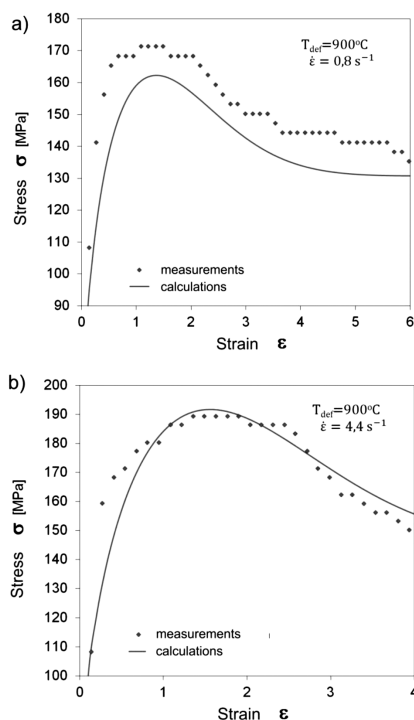 a)
180
170
160
150
140
130
120
110
100
90
Stress σ [MPa]
T_def=900°C
ε̇ = 0,8 s⁻¹
measurements
calculations
0 1 2 3 4 5 6
Strain ε
b)
200
190
180
170
160
150
140
130
120
110
100
Stress σ [MPa]
T_def=900°C
ε̇ = 4,4 s⁻¹
measurements
calculations
0 1 2 3 4
Strain ε